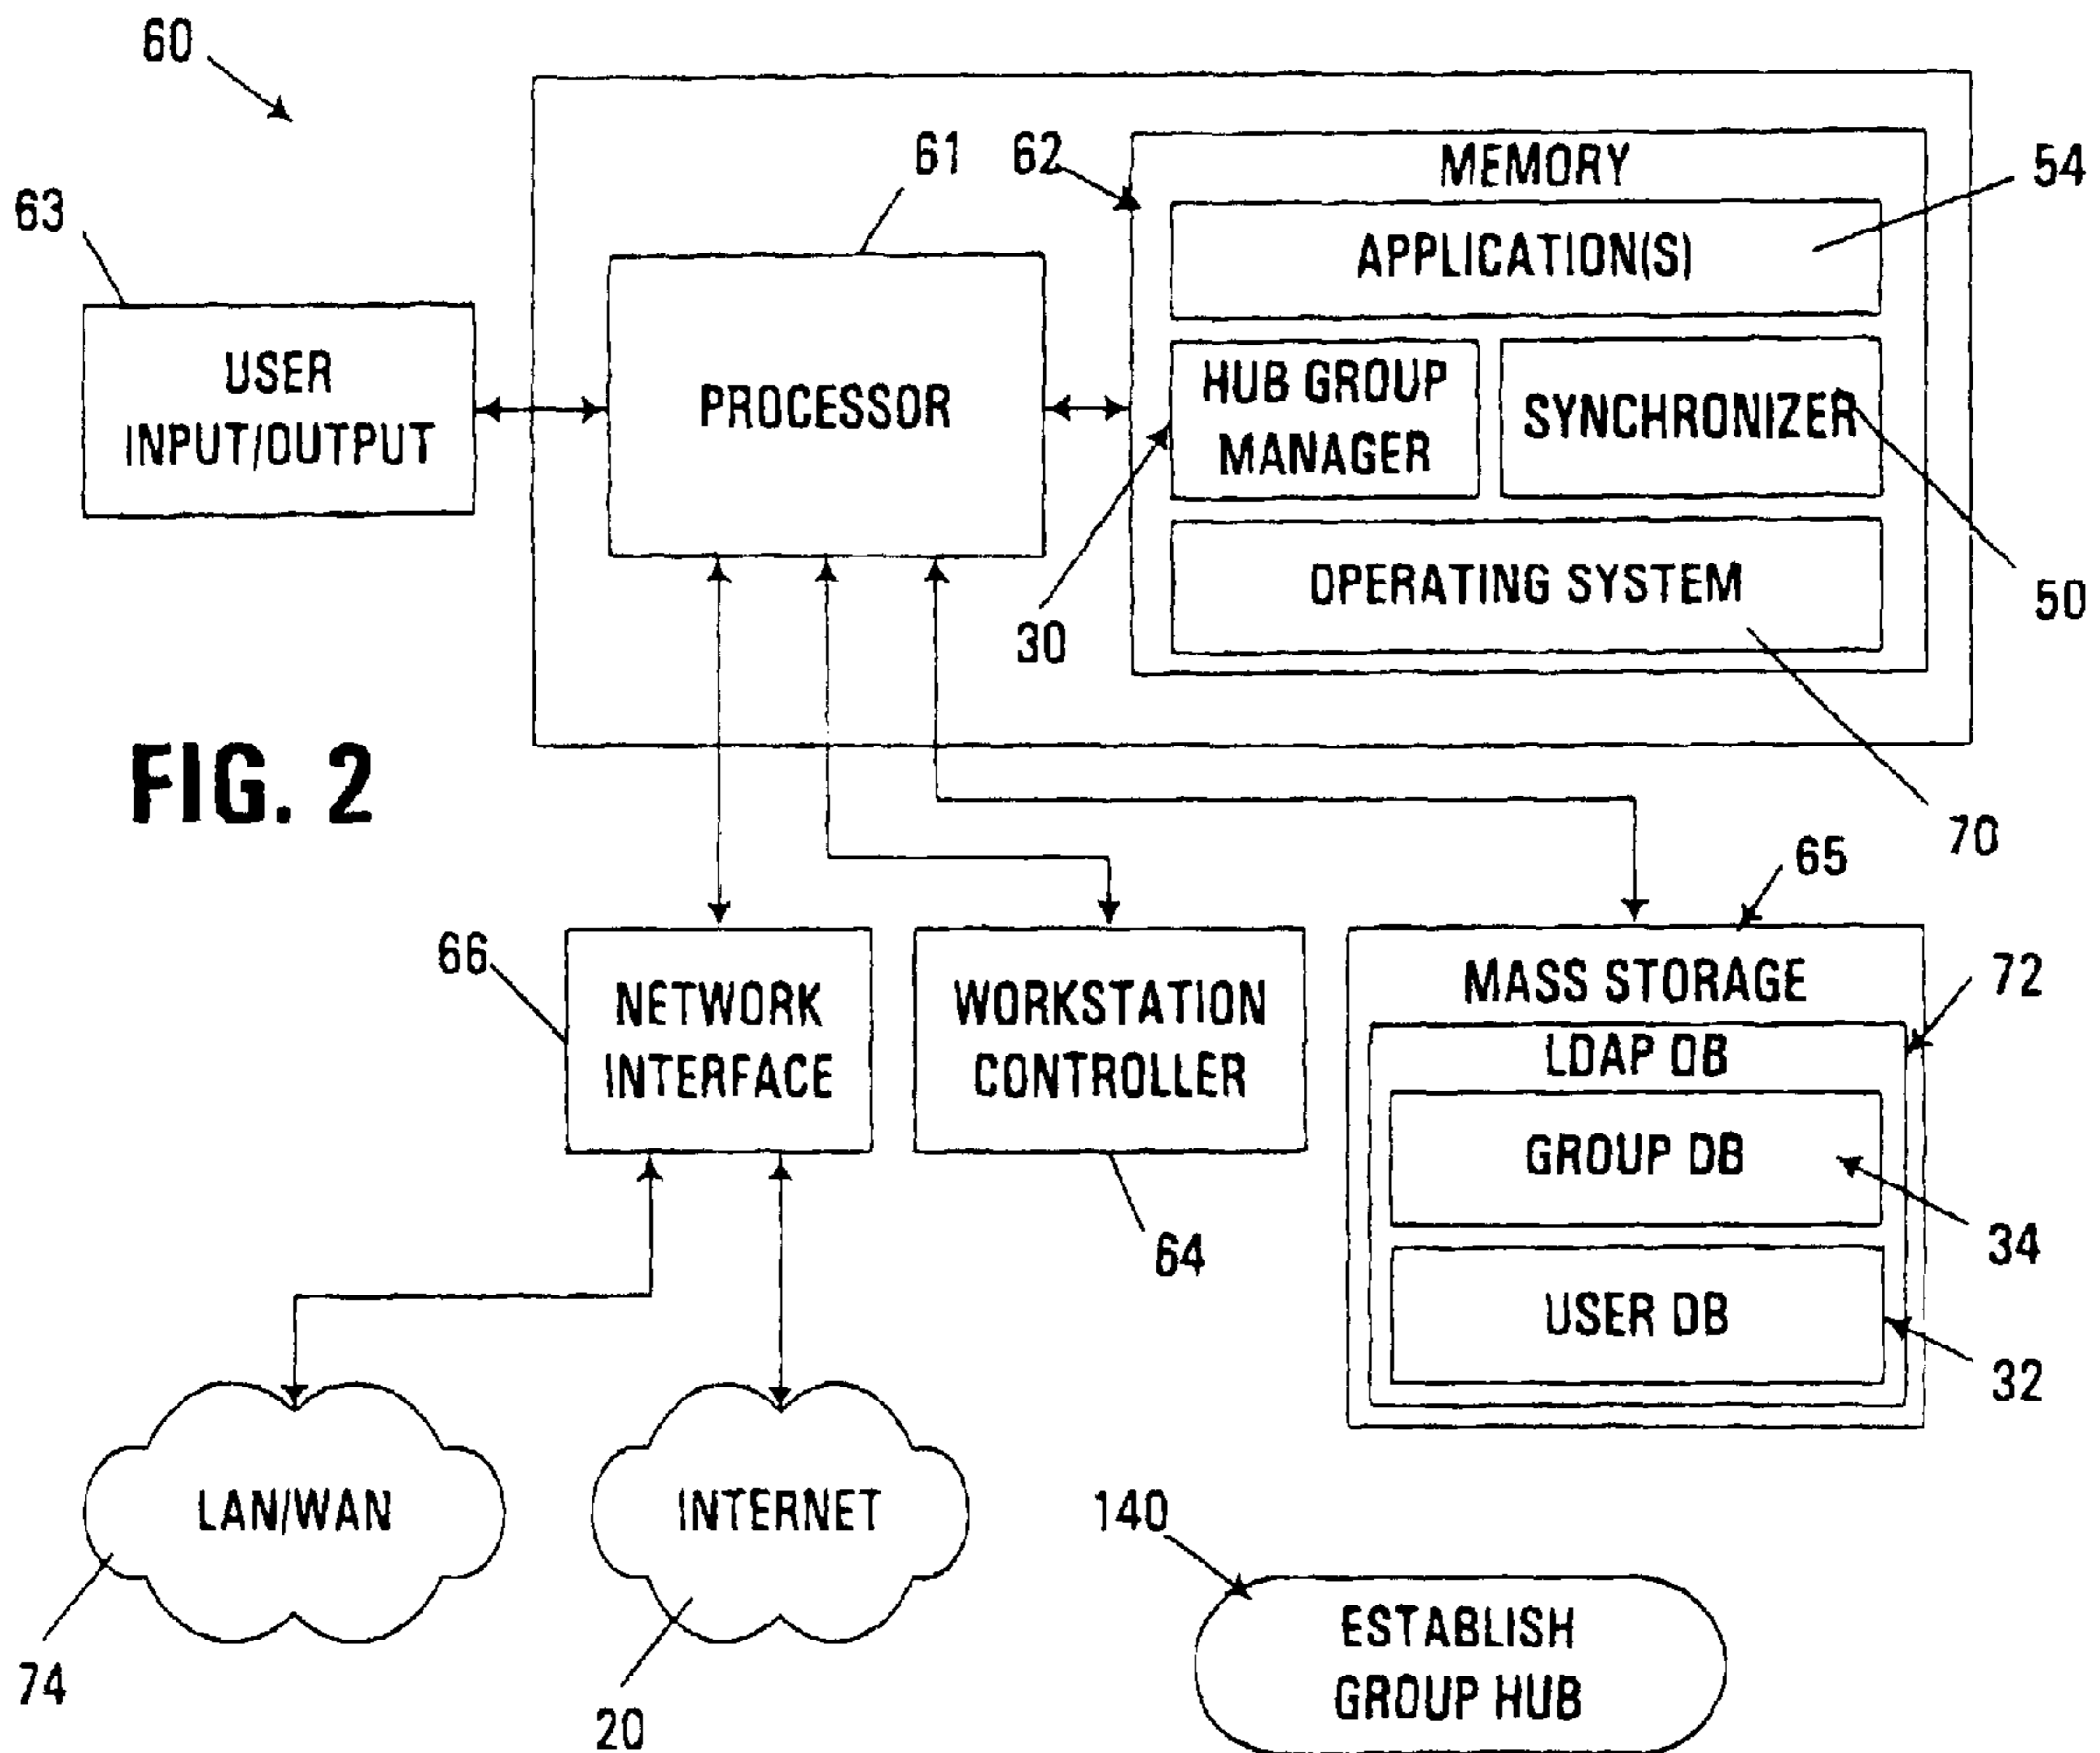 60
61
62
MEMORY
54
63
APPLICATION(S)
USER
INPUT/OUTPUT
PROCESSOR
HUB GROUP
MANAGER
SYNCHRONIZER
30
OPERATING SYSTEM
50
FIG. 2
70
65
66
NETWORK
INTERFACE
WORKSTATION
CONTROLLER
MASS STORAGE
72
LDAP DB
GROUP DB
64
34
USER DB
32
LAN/WAN
INTERNET
140
74
20
ESTABLISH
GROUP HUB